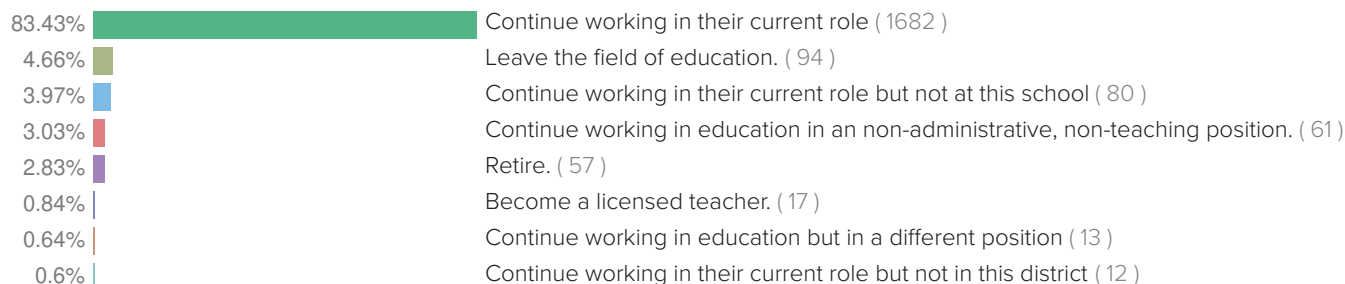 83.43% Continue working in their current role ( 1682 )
4.66% Leave the field of education. ( 94 )
3.97% Continue working in their current role but not at this school ( 80 )
3.03% Continue working in education in an non-administrative, non-teaching position. ( 61 )
2.83% Retire. ( 57 )
0.84% Become a licensed teacher. ( 17 )
0.64% Continue working in education but in a different position ( 13 )
0.6% Continue working in their current role but not in this district ( 12 )